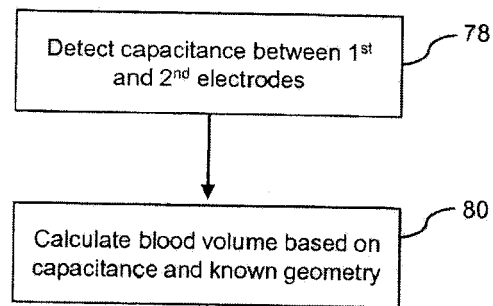 Detect capacitance between 1st
and 2nd electrodes
78
Calculate blood volume based on
capacitance and known geometry
80